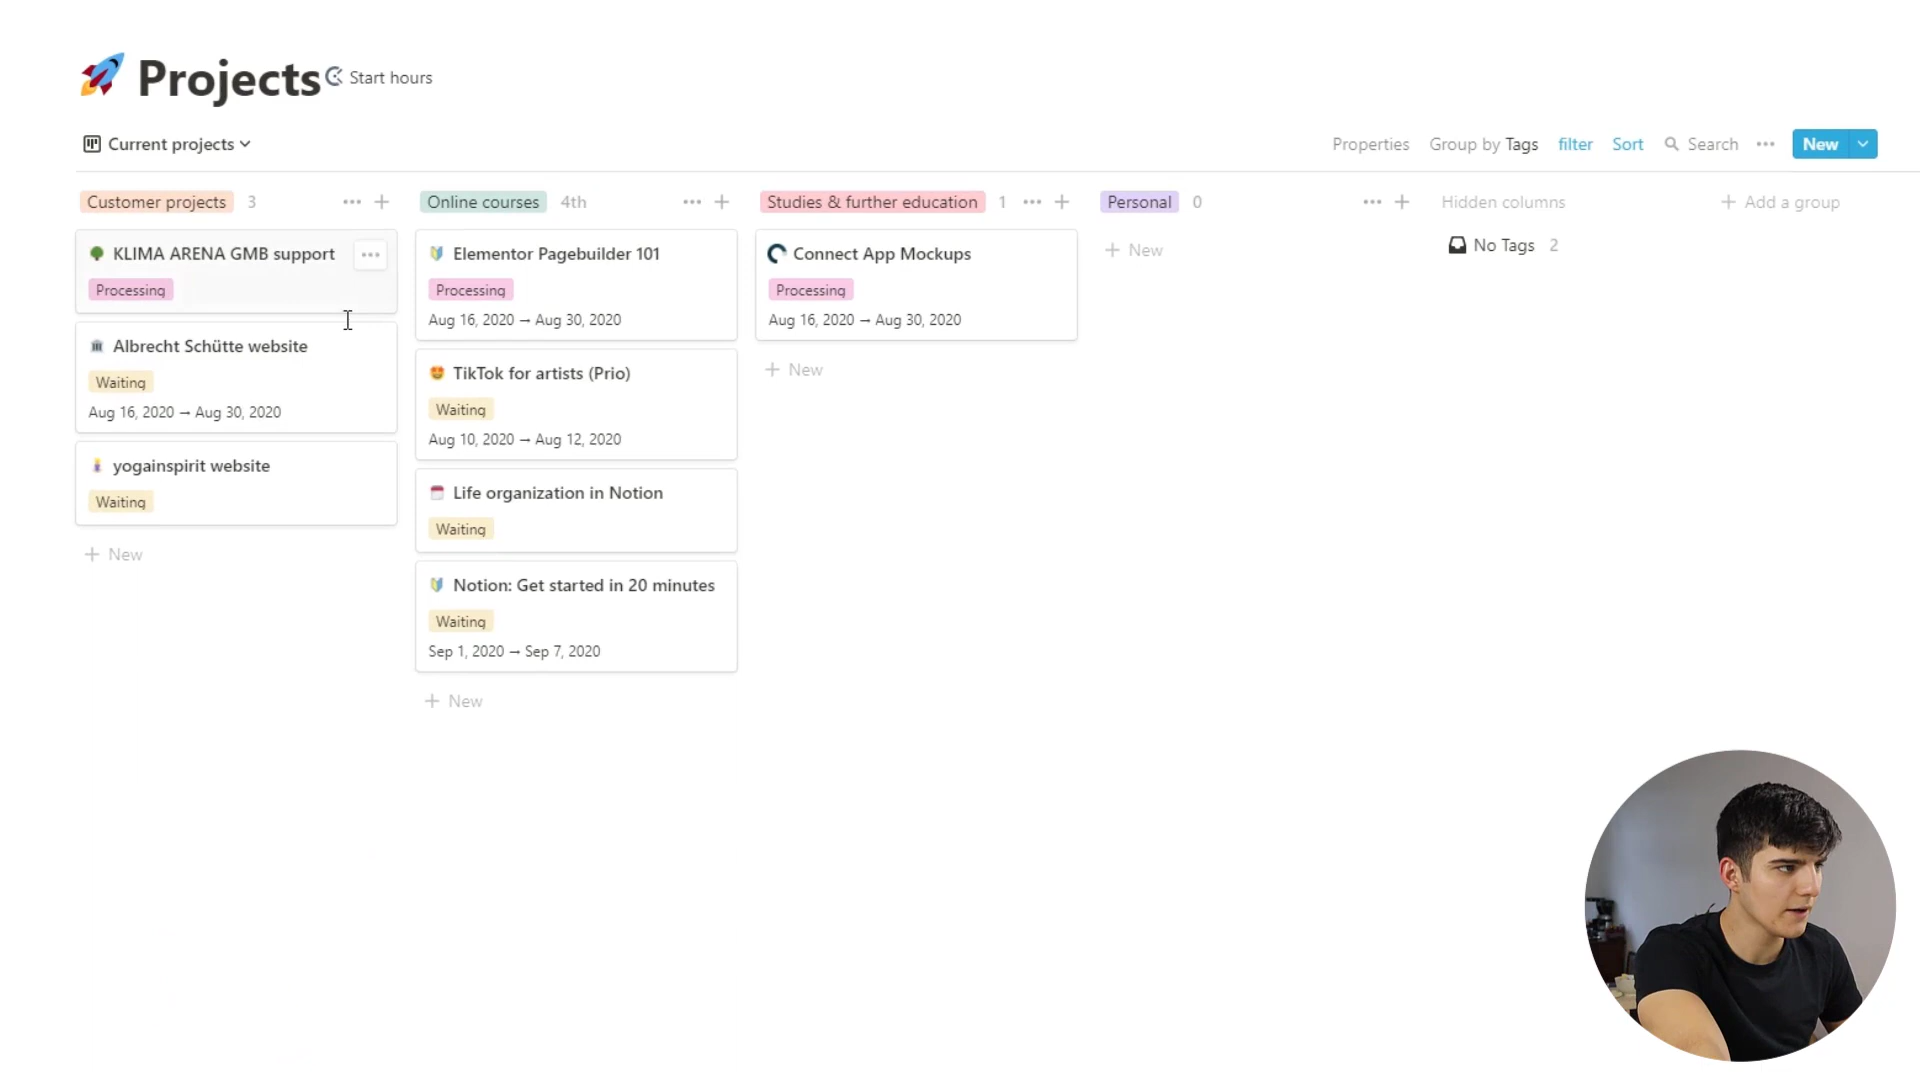 Projects
Start hours
Current projects
Properties
Group by Tags
filter
Sort
Search
New
Customer projects 3
KLIMA ARENA GMB support
Processing
Albrecht Schütte website
Waiting
Aug 16, 2020 → Aug 30, 2020
yogainspirit website
Waiting
+ New
Online courses 4th
Elementor Pagebuilder 101
Processing
Aug 16, 2020 → Aug 30, 2020
TikTok for artists (Prio)
Waiting
Aug 10, 2020 → Aug 12, 2020
Life organization in Notion
Waiting
Notion: Get started in 20 minutes
Waiting
Sep 1, 2020 → Sep 7, 2020
+ New
Studies & further education 1
Connect App Mockups
Processing
Aug 16, 2020 → Aug 30, 2020
+ New
Personal 0
+ New
Hidden columns
No Tags 2
+ Add a group